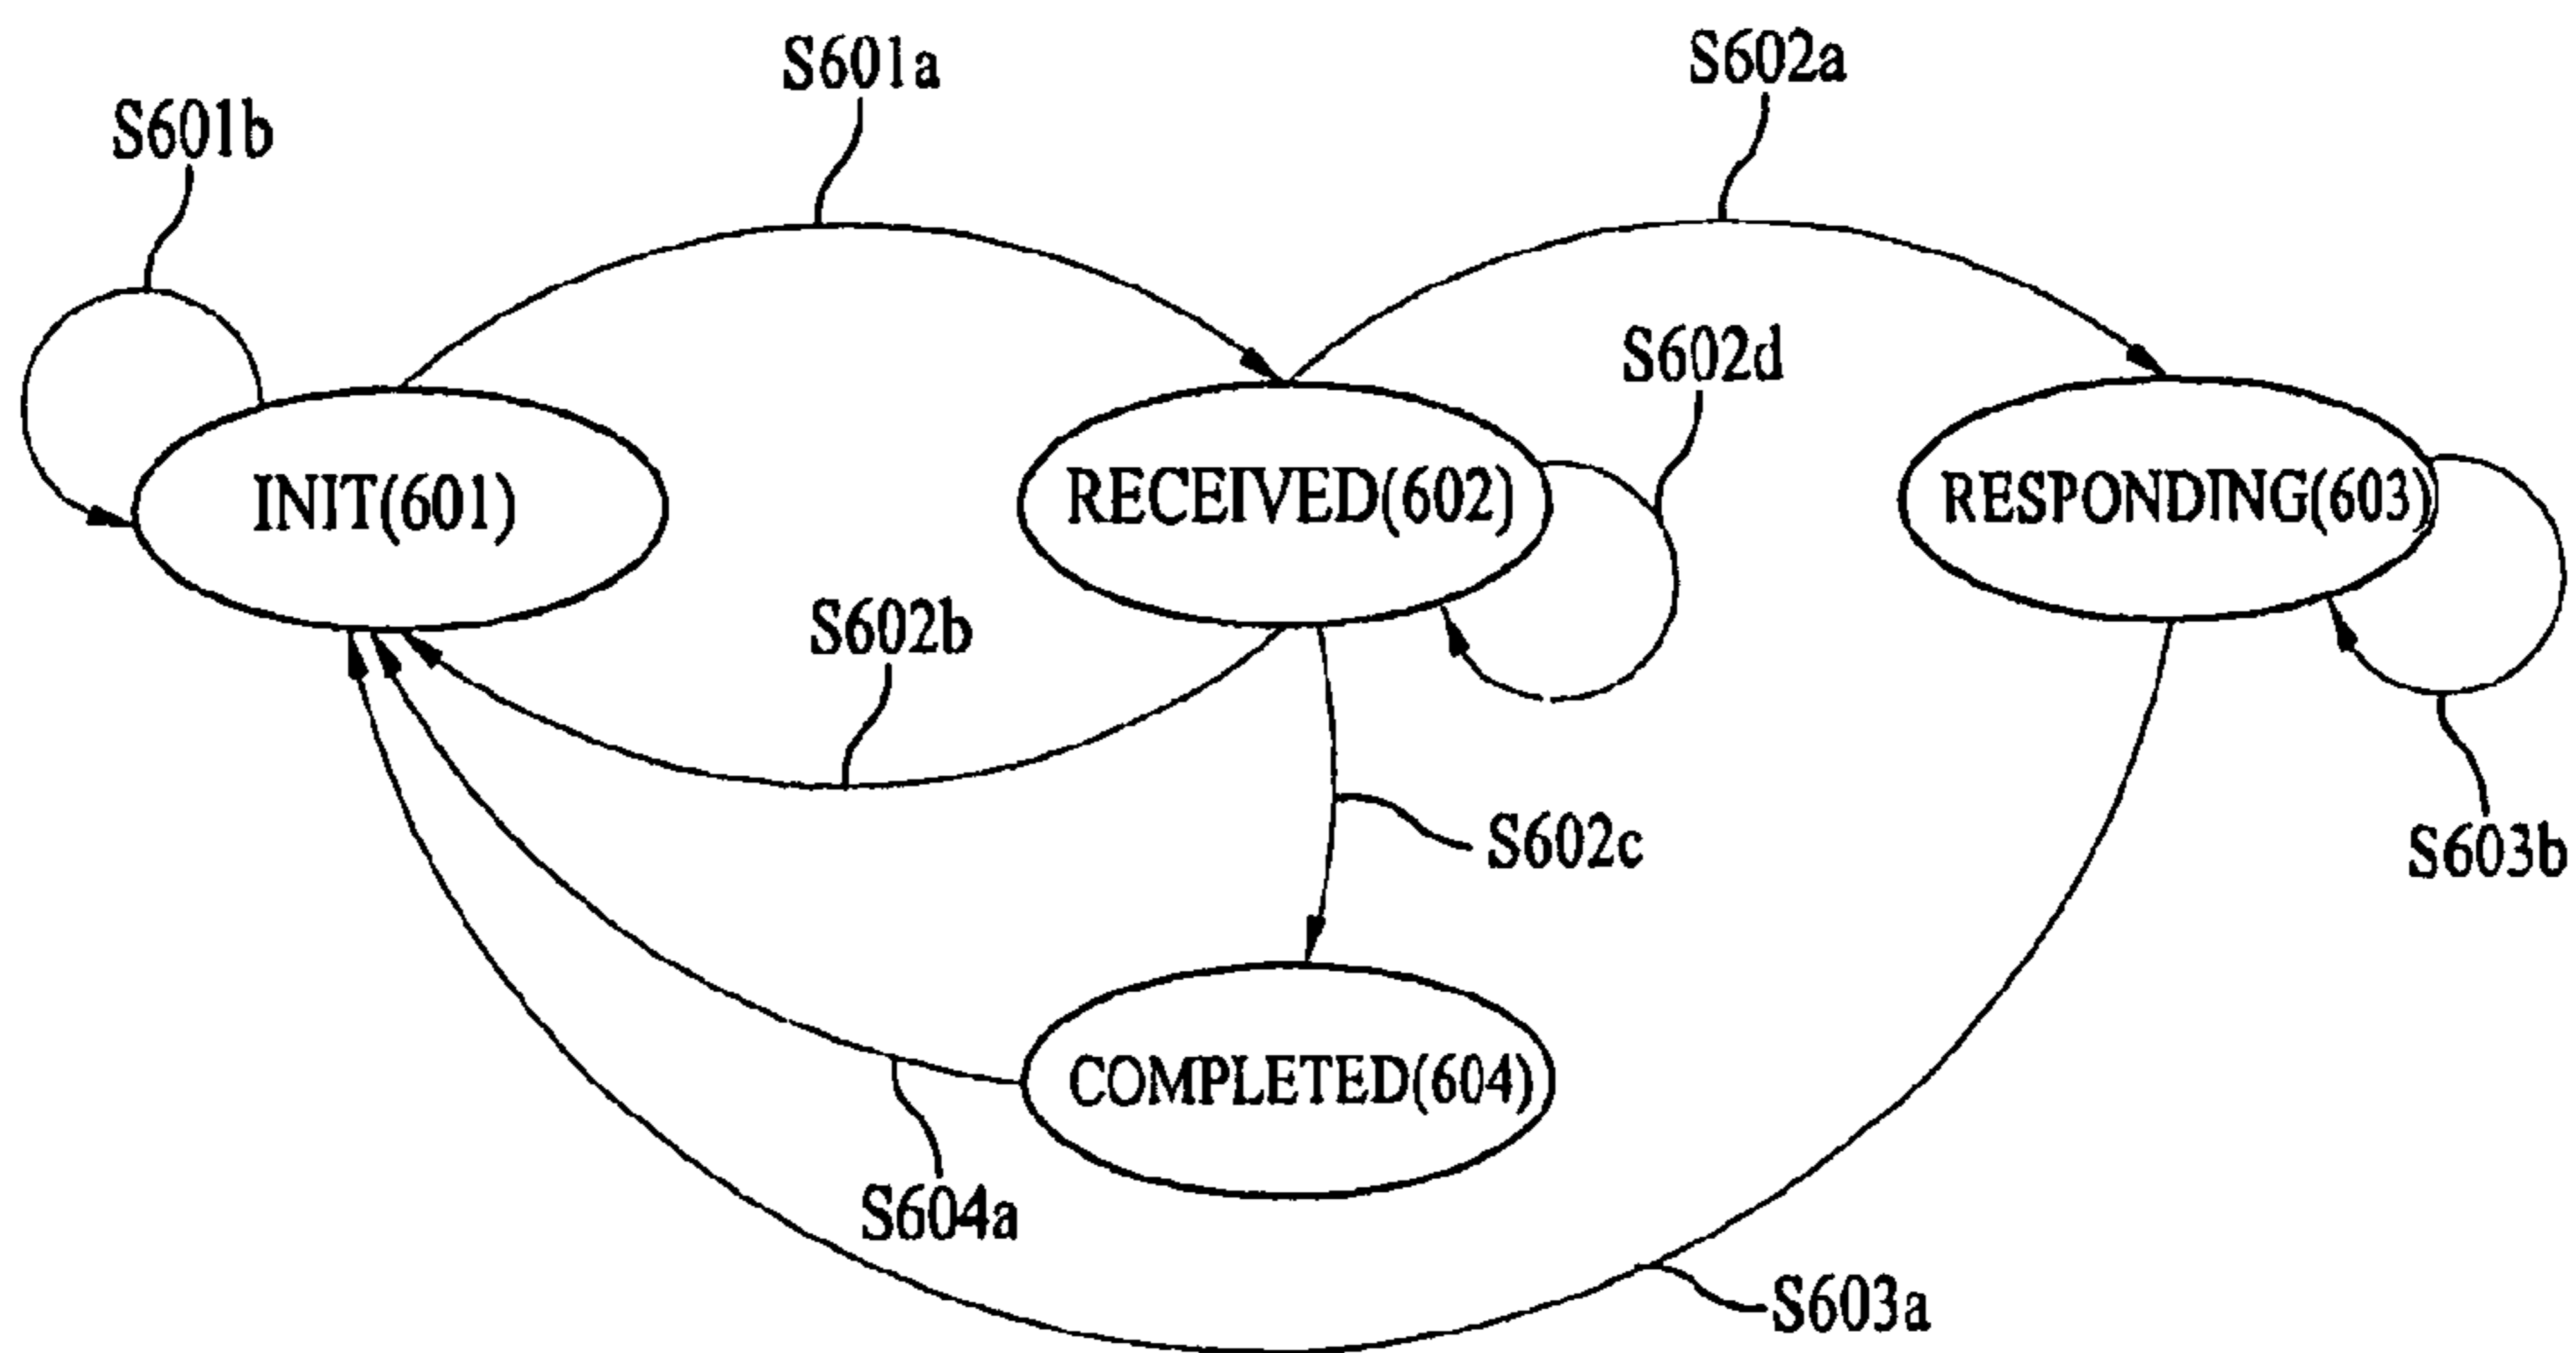 S601a
S602a
S601b
S602d
INIT(601)
RECEIVED(602)
RESPONDING(603)
S602b
S602c
S603b
COMPLETED(604)
S604a
S603a